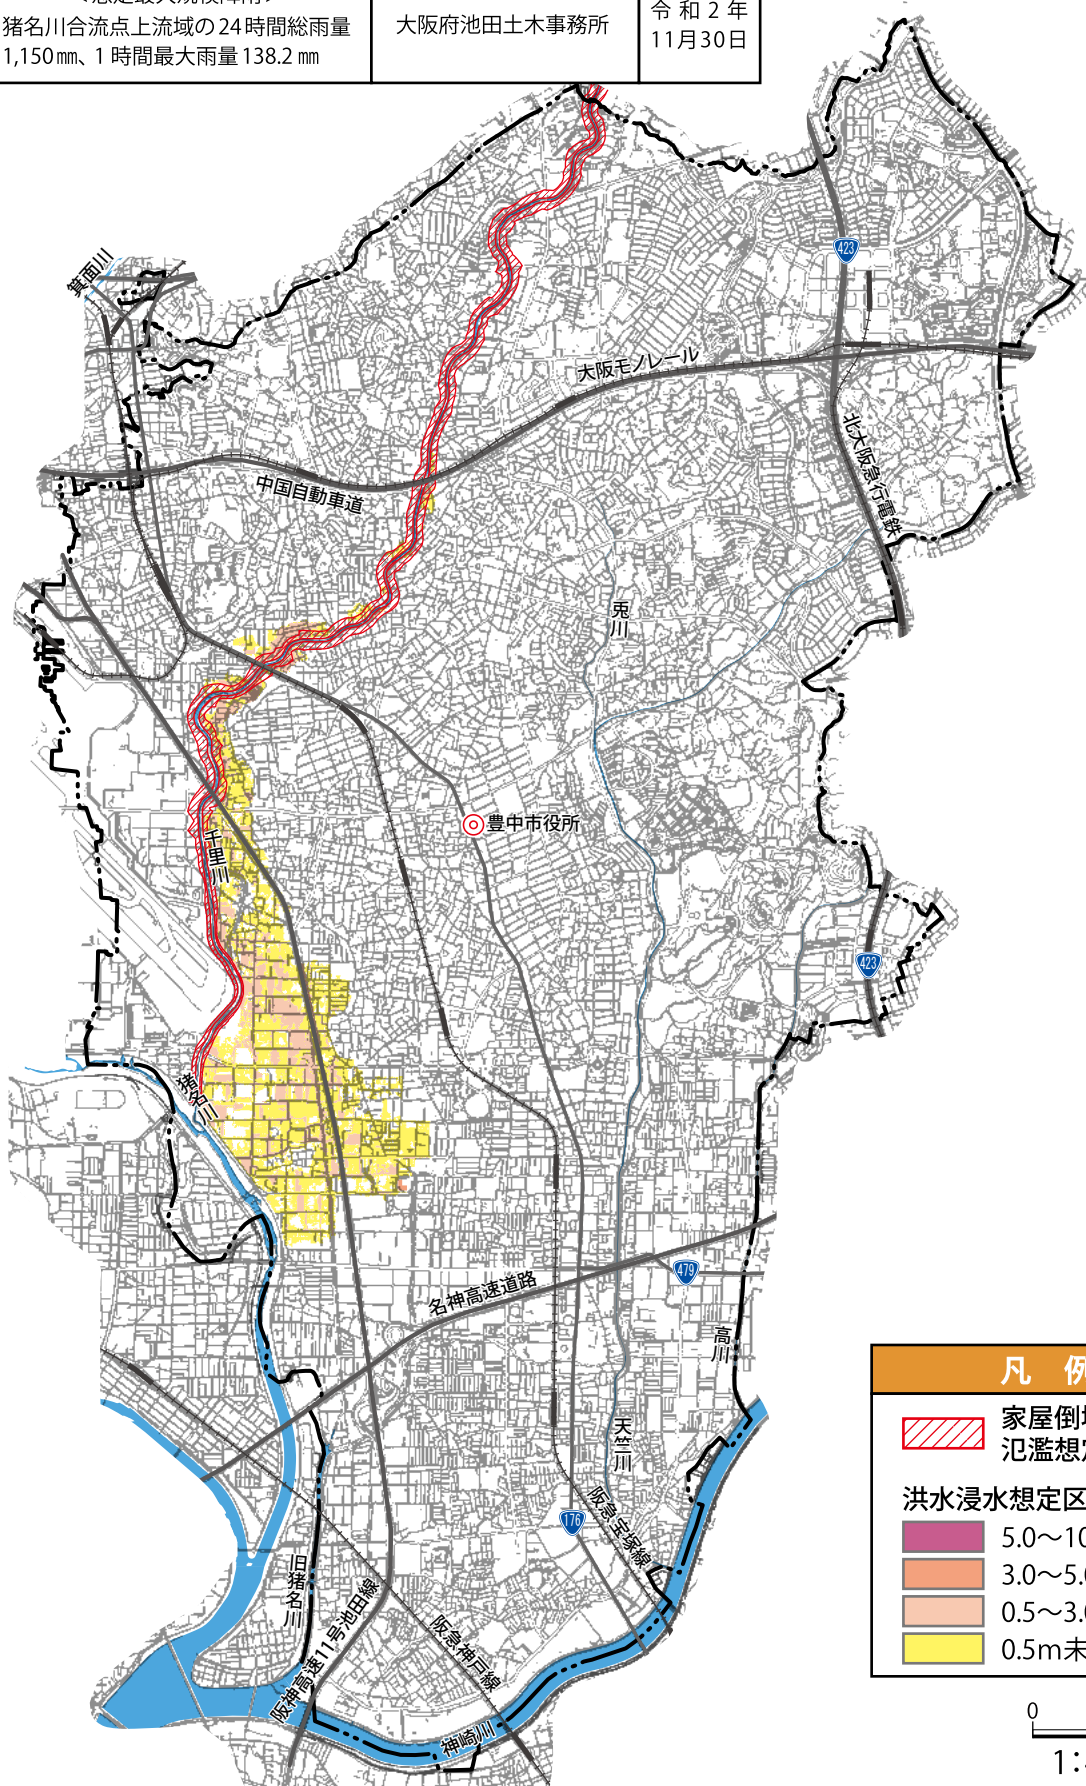 猪名川合流点上流域の24時間総雨量
1,150㎜、1時間最大雨量138.2㎜
大阪府池田土木事務所
令和2年
11月30日
箕面川
423
大阪モノレール
北大阪急行電鉄
中国自動車道
兎川
豊中市役所
千里川
423
猪名川
479
名神高速道路
高川
天竺川
176
阪急宝塚線
旧猪名川
阪神高速11号池田線
阪急神戸線
神崎川
凡 例
家屋倒
氾濫想
洪水浸水想定区
5.0～10
3.0～5.
0.5～3.
0.5m未
0
1: